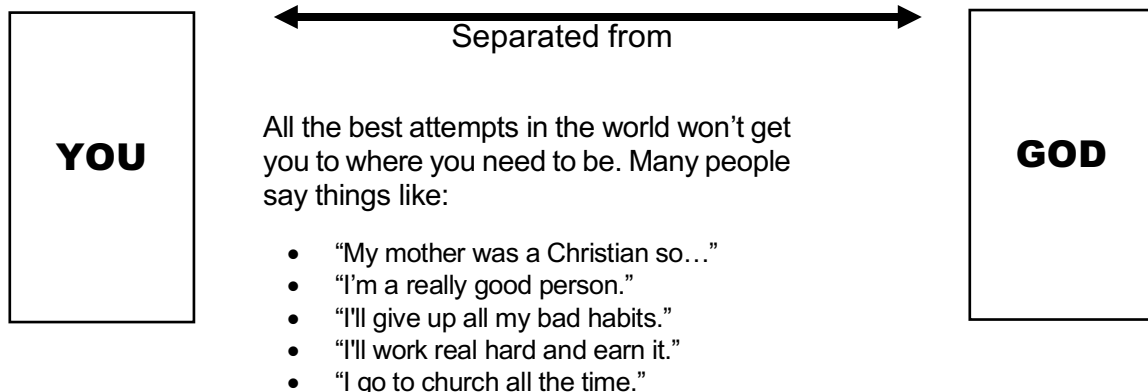 Separated from
YOU
GOD
All the best attempts in the world won’t get
you to where you need to be. Many people
say things like:
• “My mother was a Christian so…”
• “I’m a really good person.”
• “I'll give up all my bad habits.”
• “I'll work real hard and earn it.”
• “I go to church all the time.”